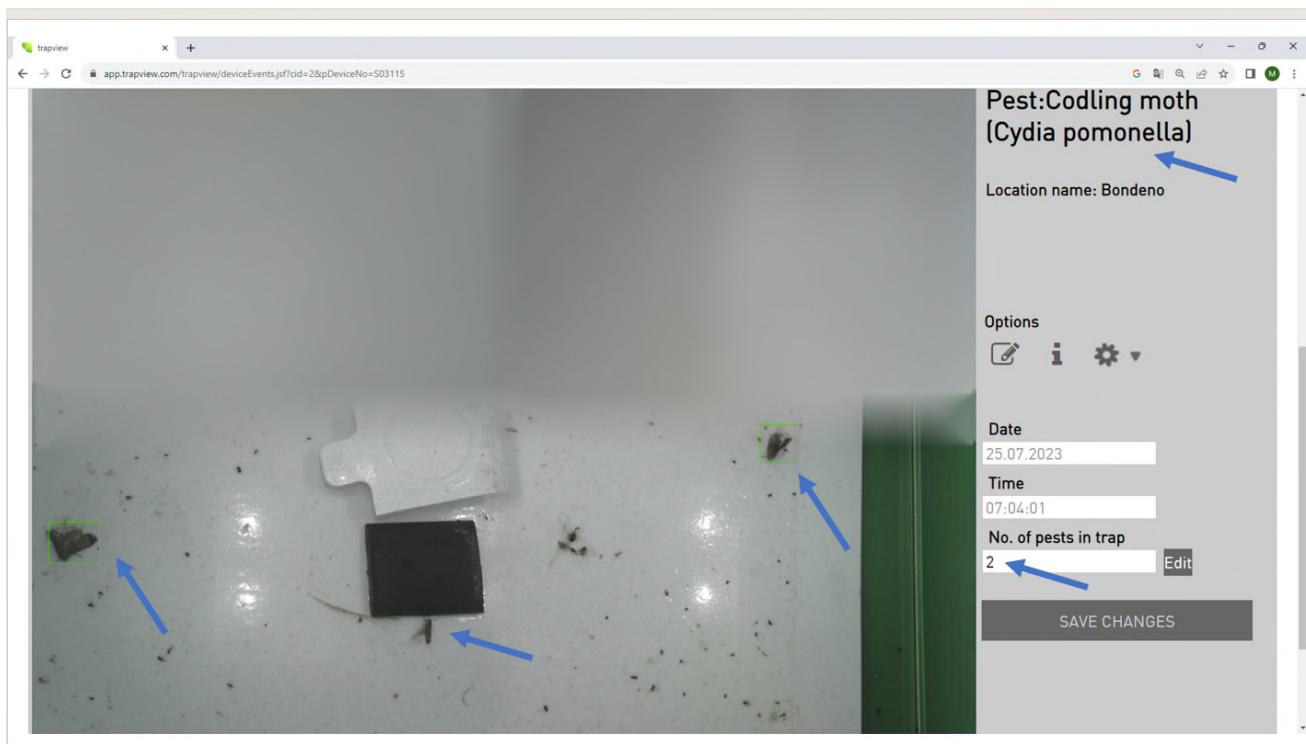 trapview
app.trapview.com/trapview/deviceEvents.jsf?cid=2&pDeviceNo=S03115
M
Pest:Codling moth
(Cydia pomonella)
Location name: Bondeno
Options
Date
25.07.2023
Time
07:04:01
No. of pests in trap
2 Edit
SAVE CHANGES